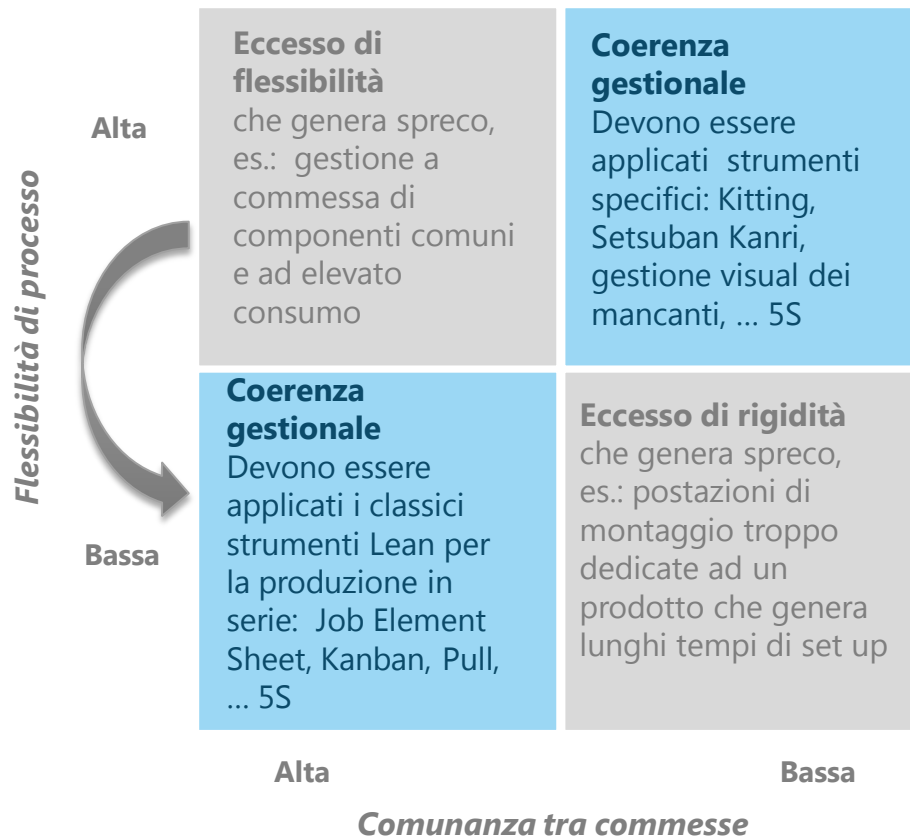 Eccesso di
flessibilità
che genera spreco,
es.:  gestione a
commessa di
componenti comuni
e ad elevato
consumo
Coerenza
gestionale
Devono essere
applicati  strumenti
specifici: Kitting,
Setsuban Kanri,
gestione visual dei
mancanti, … 5S
Alta
Flessibilità di processo
Coerenza
gestionale
Devono essere
applicati i classici
strumenti Lean per
la produzione in
serie:  Job Element
Sheet, Kanban, Pull,
… 5S
Eccesso di rigidità
che genera spreco,
es.: postazioni di
montaggio troppo
dedicate ad un
prodotto che genera
lunghi tempi di set up
Bassa
Alta
Bassa
Comunanza tra commesse